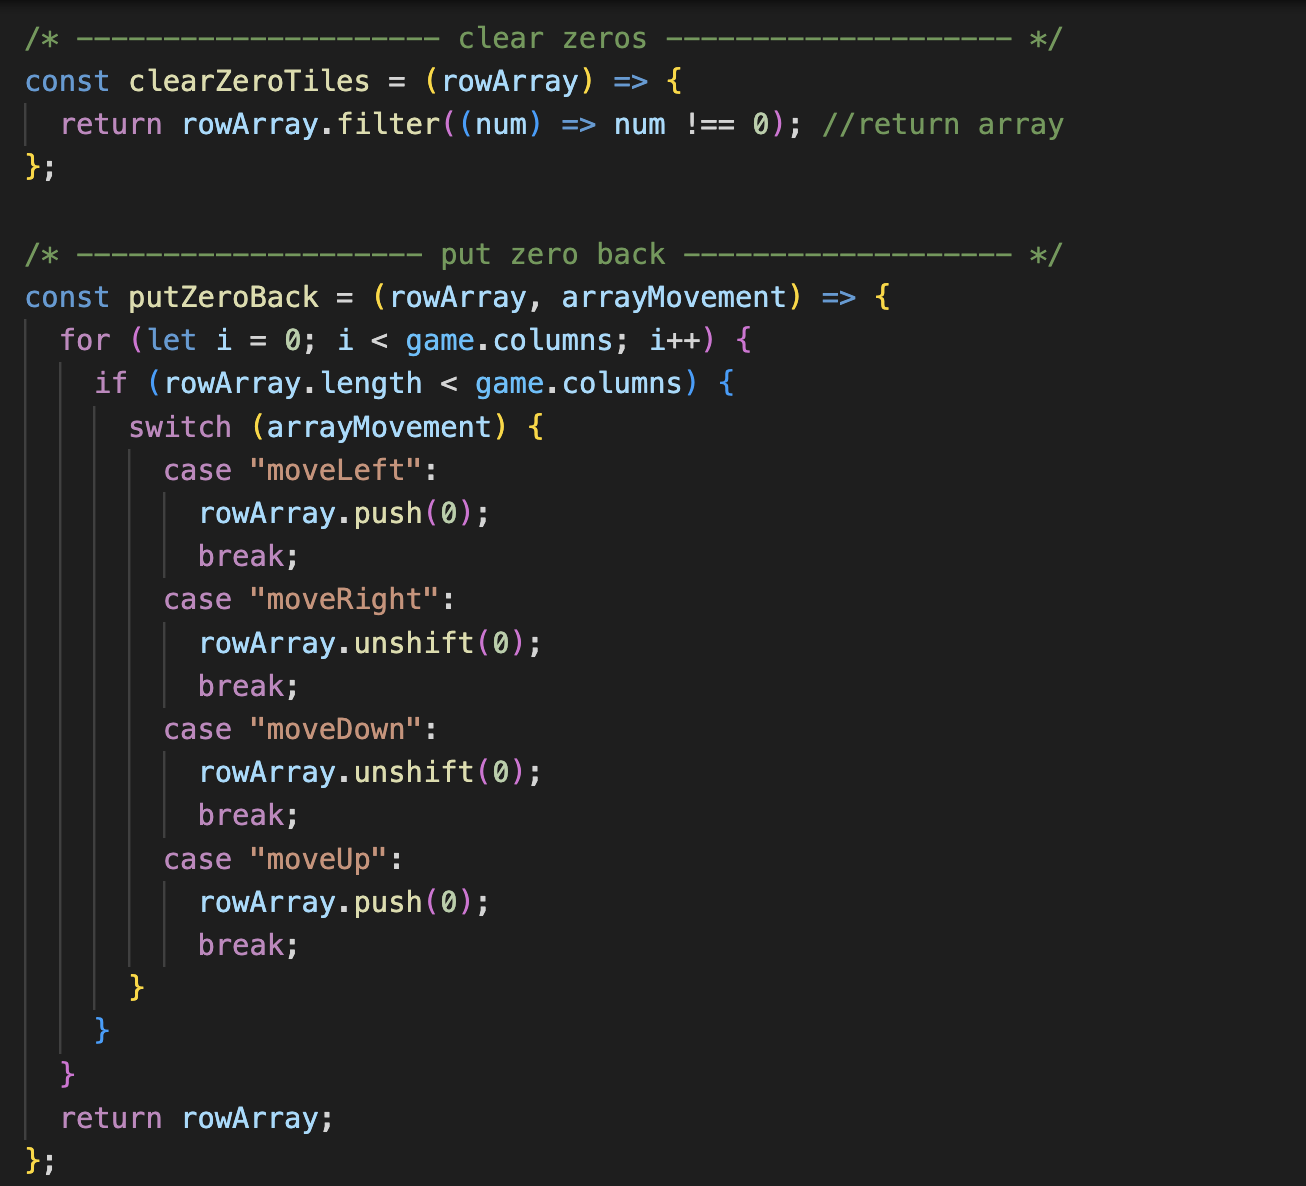 /* --------------------- clear zeros -------------------- */
const clearZeroTiles = (rowArray) => {
  return rowArray.filter((num) => num !== 0); //return array
};

/* -------------------- put zero back ------------------- */
const putZeroBack = (rowArray, arrayMovement) => {
  for (let i = 0; i < game.columns; i++) {
    if (rowArray.length < game.columns) {
      switch (arrayMovement) {
        case "moveLeft":
          rowArray.push(0);
          break;
        case "moveRight":
          rowArray.unshift(0);
          break;
        case "moveDown":
          rowArray.unshift(0);
          break;
        case "moveUp":
          rowArray.push(0);
          break;
      }
    }
  }
  return rowArray;
};